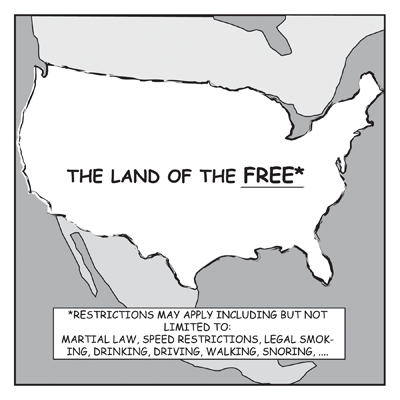 THE LAND OF THE FREE*
*RESTRICTIONS MAY APPLY INCLUDING BUT NOT
LIMITED TO:
MARTIAL LAW, SPEED RESTRICTIONS, LEGAL SMOK-
ING, DRINKING, DRIVING, WALKING, SNORING, ....